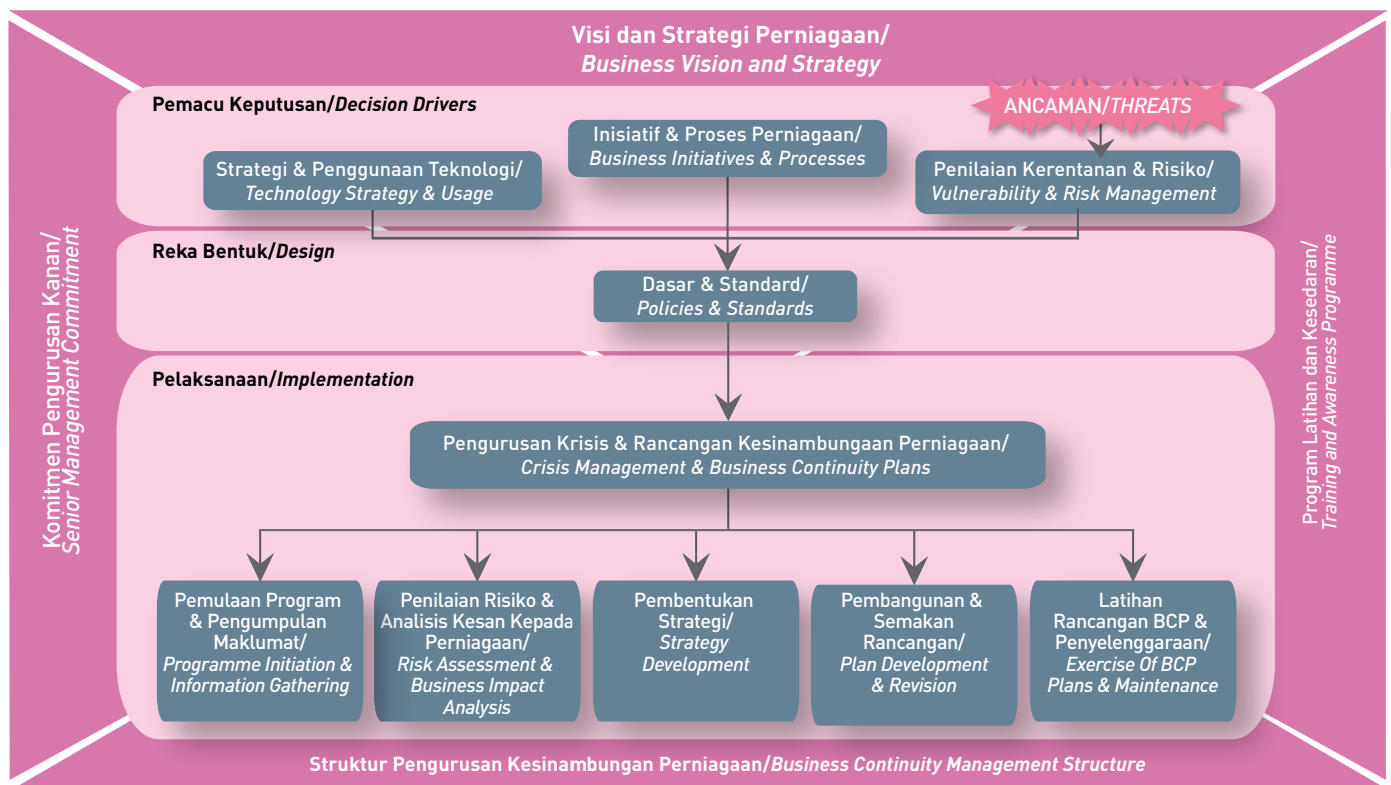 Visi dan Strategi Perniagaan/
Business Vision and Strategy
Pemacu Keputusan/Decision Drivers
ANCAMAN/THREATS
Inisiatif & Proses Perniagaan/
Business Initiatives & Processes
Strategi & Penggunaan Teknologi/
Technology Strategy & Usage
Penilaian Kerentanan & Risiko/
Vulnerability & Risk Management
Komitmen Pengurusan Kanan/
Senior Management Commitment
Program Latihan dan Kesedaran/
Training and Awareness Programme
Reka Bentuk/Design
Dasar & Standard/
Policies & Standards
Pelaksanaan/Implementation
Pengurusan Krisis & Rancangan Kesinambungaan Perniagaan/
Crisis Management & Business Continuity Plans
Pemulaan Program
& Pengumpulan
Maklumat/
Programme Initiation &
Information Gathering
Penilaian Risiko &
Analisis Kesan Kepada
Perniagaan/
Risk Assessment &
Business Impact
Analysis
Pembentukan
Strategi/
Strategy
Development
Pembangunan &
Semakan
Rancangan/
Plan Development
& Revision
Latihan
Rancangan BCP &
Penyelenggaraan/
Exercise Of BCP
Plans & Maintenance
Struktur Pengurusan Kesinambungan Perniagaan/Business Continuity Management Structure